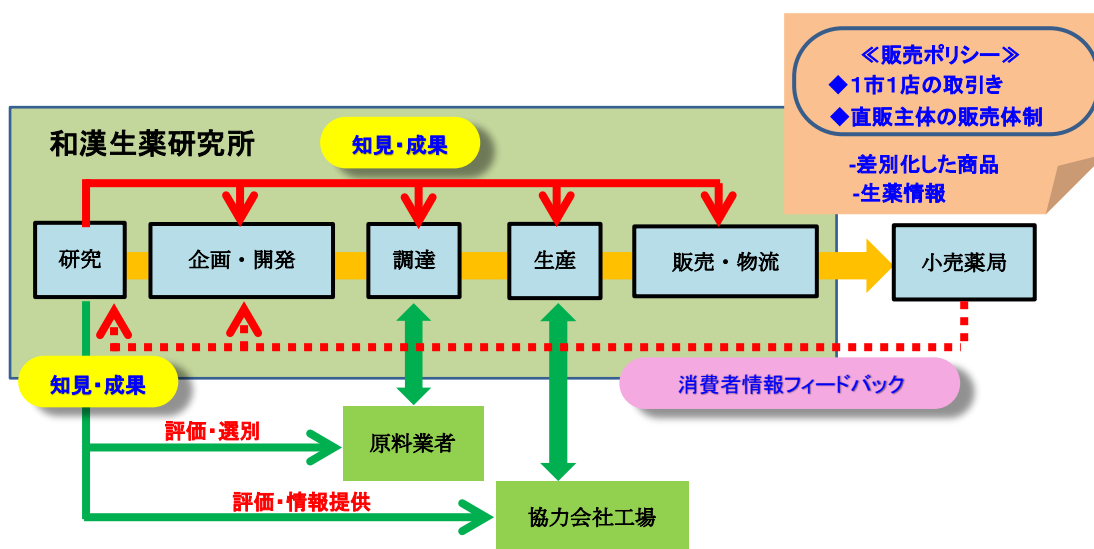 ≪販売ポリシー≫
◆1市1店の取引き
◆直販主体の販売体制
-差別化した商品
-生薬情報
和漢生薬研究所
知見・成果
研究
企画・開発
調達
生産
販売・物流
小売薬局
知見・成果
消費者情報フィードバック
評価・選別
原料業者
評価・情報提供
協力会社工場